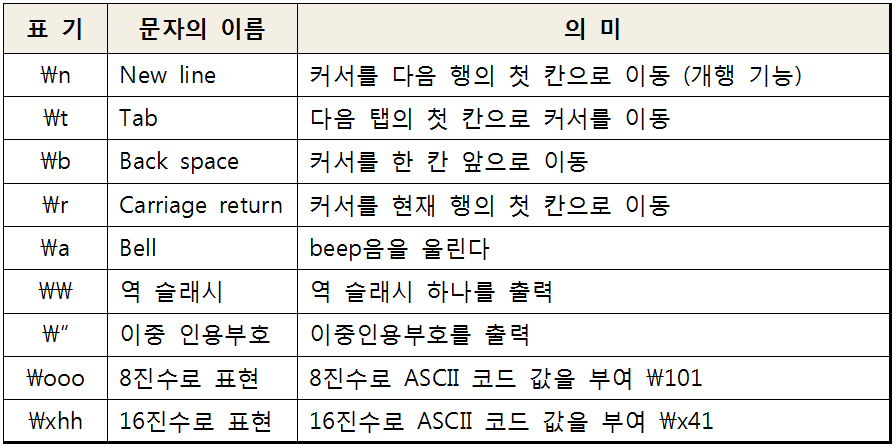 표 기 문자의 이름 의 미
₩n New line 커서를 다음 행의 첫 칸으로 이동 (개행 기능)
₩t Tab 다음 탭의 첫 칸으로 커서를 이동
₩b Back space 커서를 한 칸 앞으로 이동
₩r Carriage return 커서를 현재 행의 첫 칸으로 이동
₩a Bell beep음을 울린다
₩₩ 역 슬래시 역 슬래시 하나를 출력
₩“ 이중 인용부호 이중인용부호를 출력
₩ooo 8진수로 표현 8진수로 ASCII 코드 값을 부여 ₩101
₩xhh 16진수로 표현 16진수로 ASCII 코드 값을 부여 ₩x41